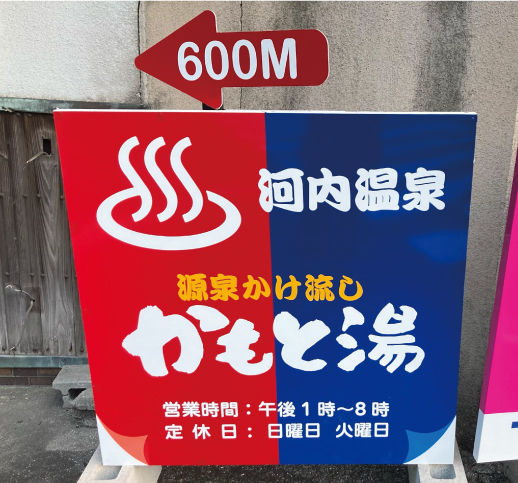 600M
河内温泉
源泉かけ流し
かもと湯
営業時間：午後1時～8時
定休日：日曜日 火曜日